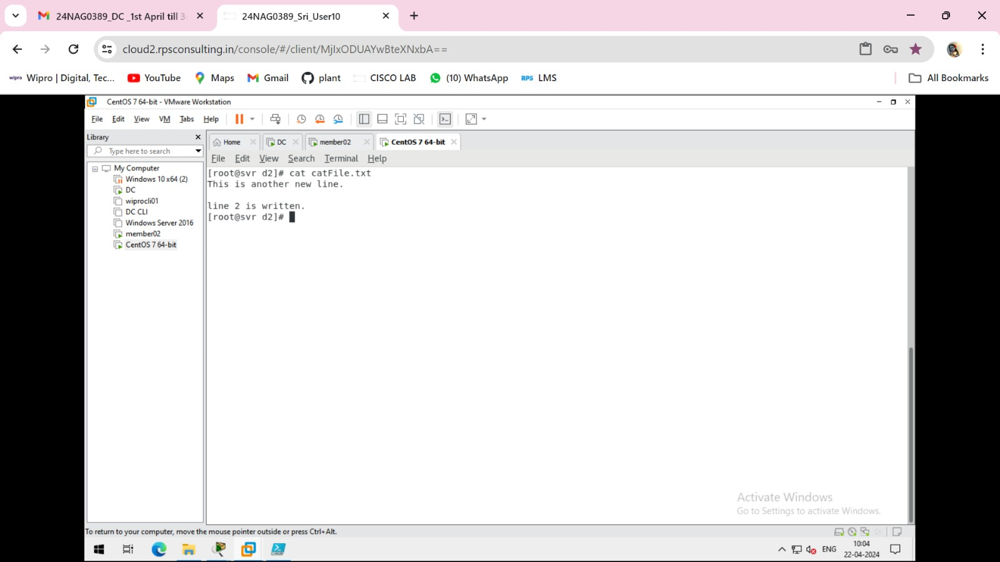 24NAG0389_DC _1st April till 3
24NAG0389_Sri_User10
cloud2.rpsconsulting.in/console/#/client/MjIxODUAYwBteXNxbA==
wipro Wipro | Digital, Tec... YouTube Maps Gmail plant CISCO LAB (10) WhatsApp RPS LMS All Bookmarks
CentOS 7 64-bit - VMware Workstation
File Edit View VM Tabs Help
Library
Type here to search
My Computer
Windows 10 x64 (2)
DC
wiprocli01
DC CLI
Windows Server 2016
member02
CentOS 7 64-bit
Home DC member02 CentOS 7 64-bit
File Edit View Search Terminal Help
[root@svr d2]# cat catFile.txt
This is another new line.
line 2 is written.
[root@svr d2]#
Activate Windows
Go to Settings to activate Windows.
To return to your computer, move the mouse pointer outside or press Ctrl+Alt.
ENG
10:04
22-04-2024